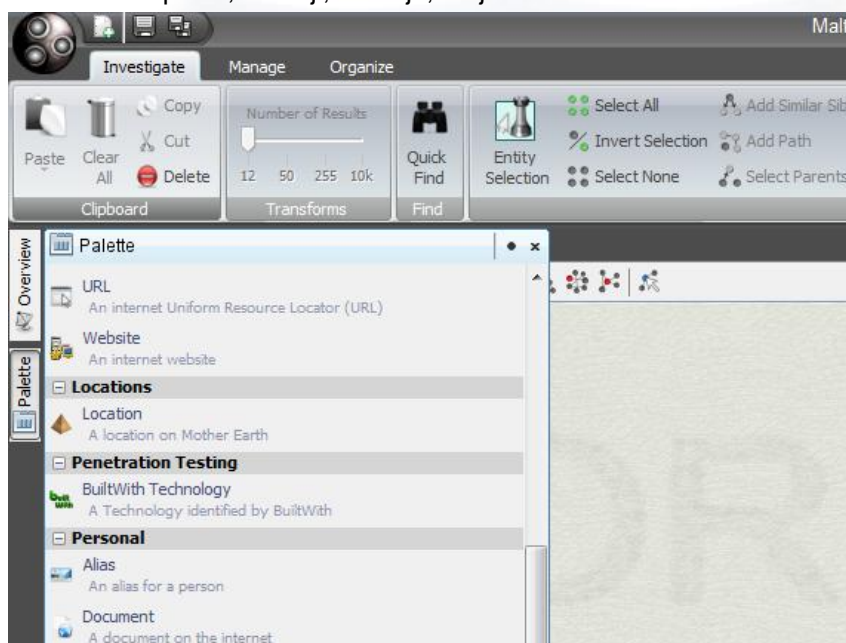 Malt
Investigate Manage Organize
Paste
Clear All
Copy
Cut
Delete
Clipboard
Number of Results
12 50 255 10k
Transforms
Quick Find
Find
Entity Selection
Select All
Invert Selection
Select None
Add Similar Sib
Add Path
Select Parents
Overview
Palette
Palette
URL
An internet Uniform Resource Locator (URL)
Website
An internet website
Locations
Location
A location on Mother Earth
Penetration Testing
BuiltWith Technology
A Technology identified by BuiltWith
Personal
Alias
An alias for a person
Document
A document on the internet